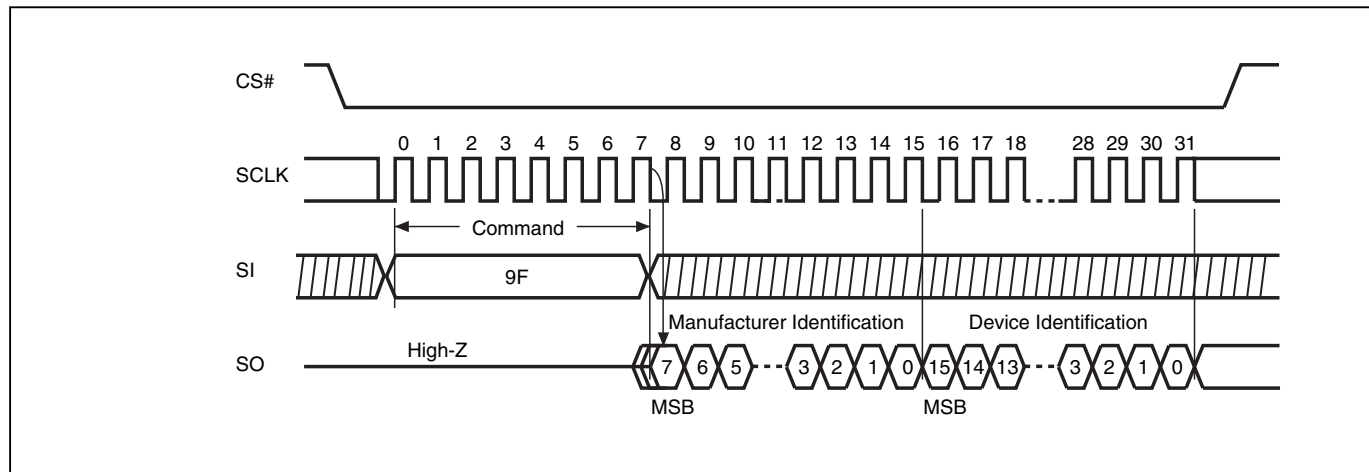 CS#
0 1 2 3 4 5 6 7 8 9 10 11 12 13 14 15 16 17 18 28 29 30 31
SCLK
Command
SI
9F
Manufacturer Identification Device Identification
High-Z
SO
7 6 5 3 2 1 0 15 14 13 3 2 1 0
MSB MSB